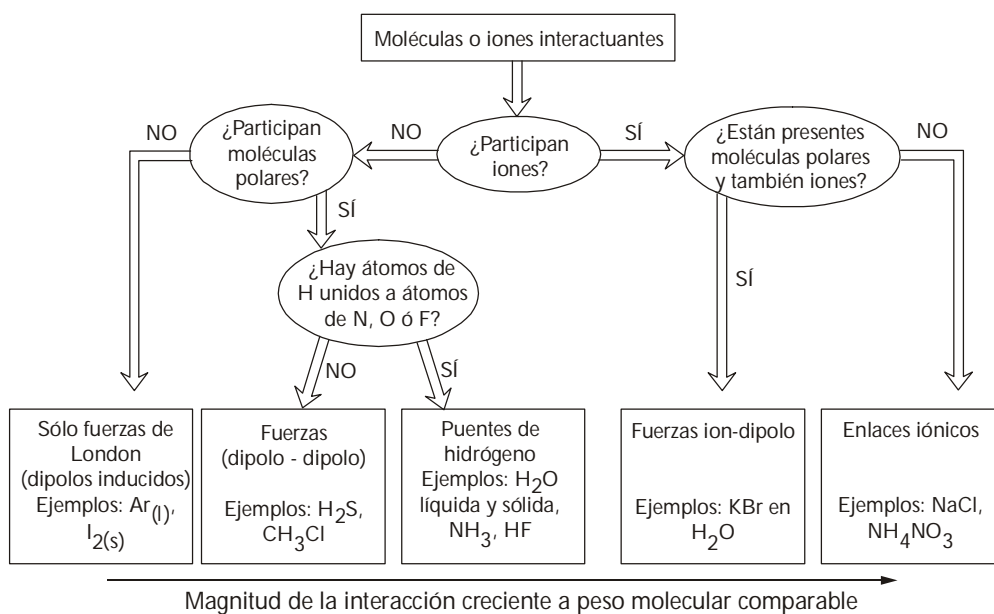 Moléculas o iones interactuantes
NO
¿Participan
moléculas
polares?
NO
¿Participan
iones?
SÍ
¿Están presentes
moléculas polares
y también iones?
NO
SÍ
¿Hay átomos de
H unidos a átomos
de N, O ó F?
SÍ
NO
SÍ
Sólo fuerzas de
London
(dipolos inducidos)
Ejemplos: Ar(l),
I2(s)
Fuerzas
(dipolo - dipolo)
Ejemplos: H2S,
CH3Cl
Puentes de
hidrógeno
Ejemplos: H2O
líquida y sólida,
NH3, HF
Fuerzas ion-dipolo
Ejemplos: KBr en
H2O
Enlaces iónicos
Ejemplos: NaCl,
NH4NO3
Magnitud de la interacción creciente a peso molecular comparable